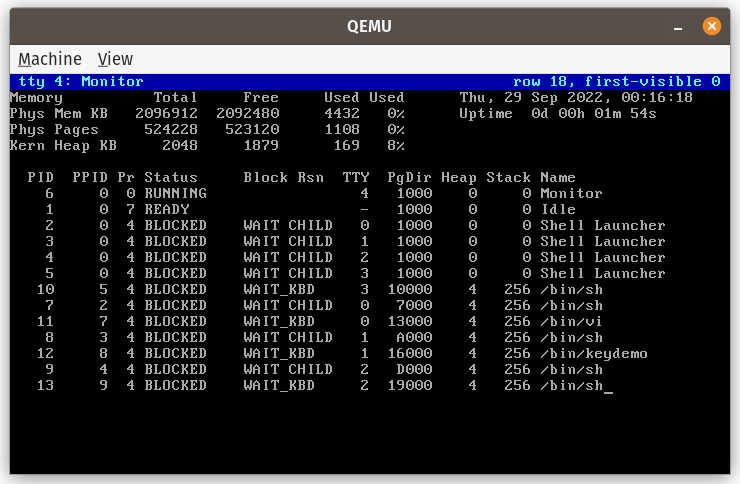 QEMU
Machine View
tty 4: Monitor row 18, first-visible 0
Memory Total Free Used Used Thu, 29 Sep 2022, 00:16:18
Phys Mem KB 2096912 2092480 4432 0% Uptime 0d 00h 01m 54s
Phys Pages 524228 523120 1108 0%
Kern Heap KB 2048 1879 169 8%
PID PPID Pr Status Block Rsn TTY PgDir Heap Stack Name
6 0 0 RUNNING 4 1000 0 0 Monitor
1 0 7 READY - 1000 0 0 Idle
2 0 4 BLOCKED WAIT CHILD 0 1000 0 0 Shell Launcher
3 0 4 BLOCKED WAIT CHILD 1 1000 0 0 Shell Launcher
4 0 4 BLOCKED WAIT CHILD 2 1000 0 0 Shell Launcher
5 0 4 BLOCKED WAIT CHILD 3 1000 0 0 Shell Launcher
10 5 4 BLOCKED WAIT_KBD 3 10000 4 256 /bin/sh
7 2 4 BLOCKED WAIT CHILD 0 7000 4 256 /bin/sh
11 7 4 BLOCKED WAIT_KBD 0 13000 4 256 /bin/vi
8 3 4 BLOCKED WAIT CHILD 1 A000 4 256 /bin/sh
12 8 4 BLOCKED WAIT_KBD 1 16000 4 256 /bin/keydemo
9 4 4 BLOCKED WAIT CHILD 2 D000 4 256 /bin/sh
13 9 4 BLOCKED WAIT_KBD 2 19000 4 256 /bin/sh_